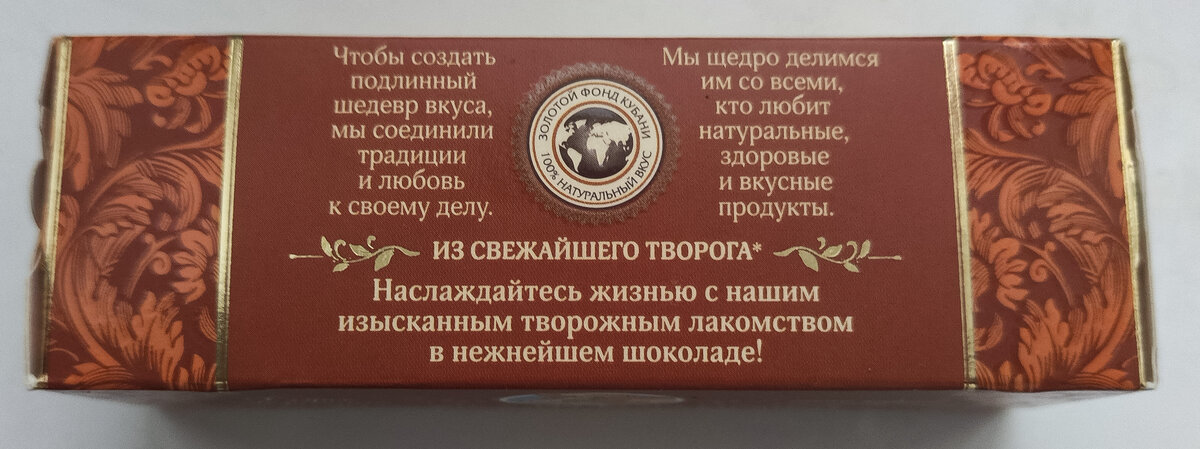 Чтобы создать
подлинный
шедевр вкуса,
мы соединили
традиции
и любовь
к своему делу.
ЗОЛОТОЙ ФОНД КУБАНИ
100% НАТУРАЛЬНЫЙ ВКУС
Мы щедро делимся
им со всеми,
кто любит
натуральные,
здоровые
и вкусные
продукты.
ИЗ СВЕЖАЙШЕГО ТВОРОГА*
Наслаждайтесь жизнью с нашим
изысканным творожным лакомством
в нежнейшем шоколаде!